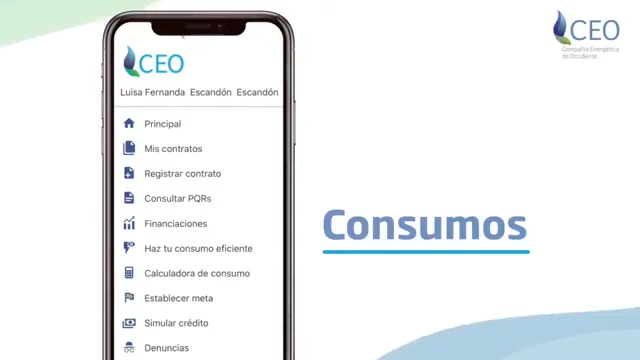 CEO
Compañía Energética
de Occidente
CEO
Luisa Fernanda Escandón Escandón
Principal
Mis contratos
Registrar contrato
Consultar PQRs
Financiaciones
Haz tu consumo eficiente
Calculadora de consumo
Establecer meta
Simular crédito
Denuncias
Consumos